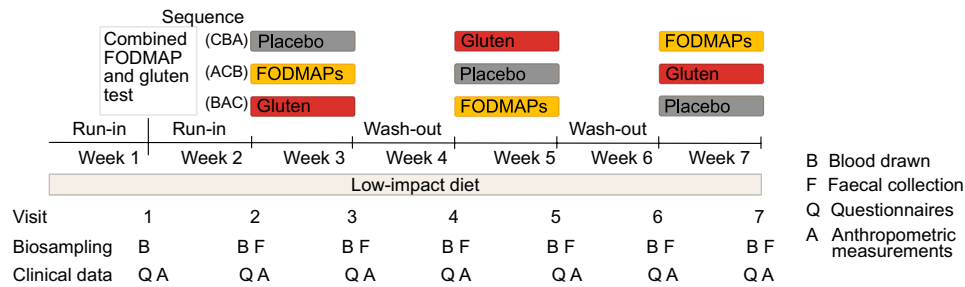 Sequence
Combined FODMAP and gluten test
(CBA) Placebo Gluten FODMAPs
(ACB) FODMAPs Placebo Gluten
(BAC) Gluten FODMAPs Placebo
Run-in Run-in Wash-out Wash-out
Week 1 Week 2 Week 3 Week 4 Week 5 Week 6 Week 7
Low-impact diet
Visit 1 2 3 4 5 6 7
Biosampling B B F B F B F B F B F B F
Clinical data Q A Q A Q A Q A Q A Q A Q A
B Blood drawn
F Faecal collection
Q Questionnaires
A Anthropometric
measurements